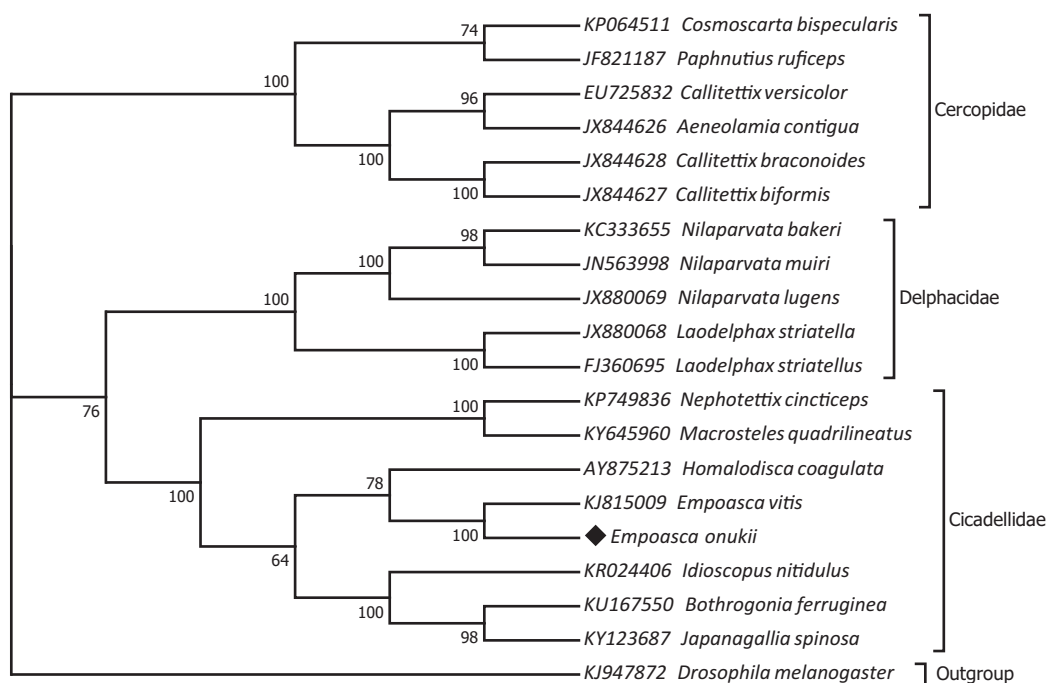 KP064511 Cosmoscarta bispecularis
74
JF821187 Paphnutius ruficeps
100
EU725832 Callitettix versicolor
96
Cercopidae
JX844626 Aeneolamia contigua
100
JX844628 Callitettix braconoides
100
JX844627 Callitettix biformis
KC333655 Nilaparvata bakeri
98
JN563998 Nilaparvata muiri
100
JX880069 Nilaparvata lugens
Delphacidae
100
JX880068 Laodelphax striatella
100
FJ360695 Laodelphax striatellus
76
KP749836 Nephotettix cincticeps
100
KY645960 Macrosteles quadrilineatus
100
AY875213 Homalodisca coagulata
78
KJ815009 Empoasca vitis
Cicadellidae
100
◆ Empoasca onukii
64
KR024406 Idioscopus nitidulus
100
KU167550 Bothrogonia ferruginea
98
KY123687 Japanagallia spinosa
KJ947872 Drosophila melanogaster
Outgroup